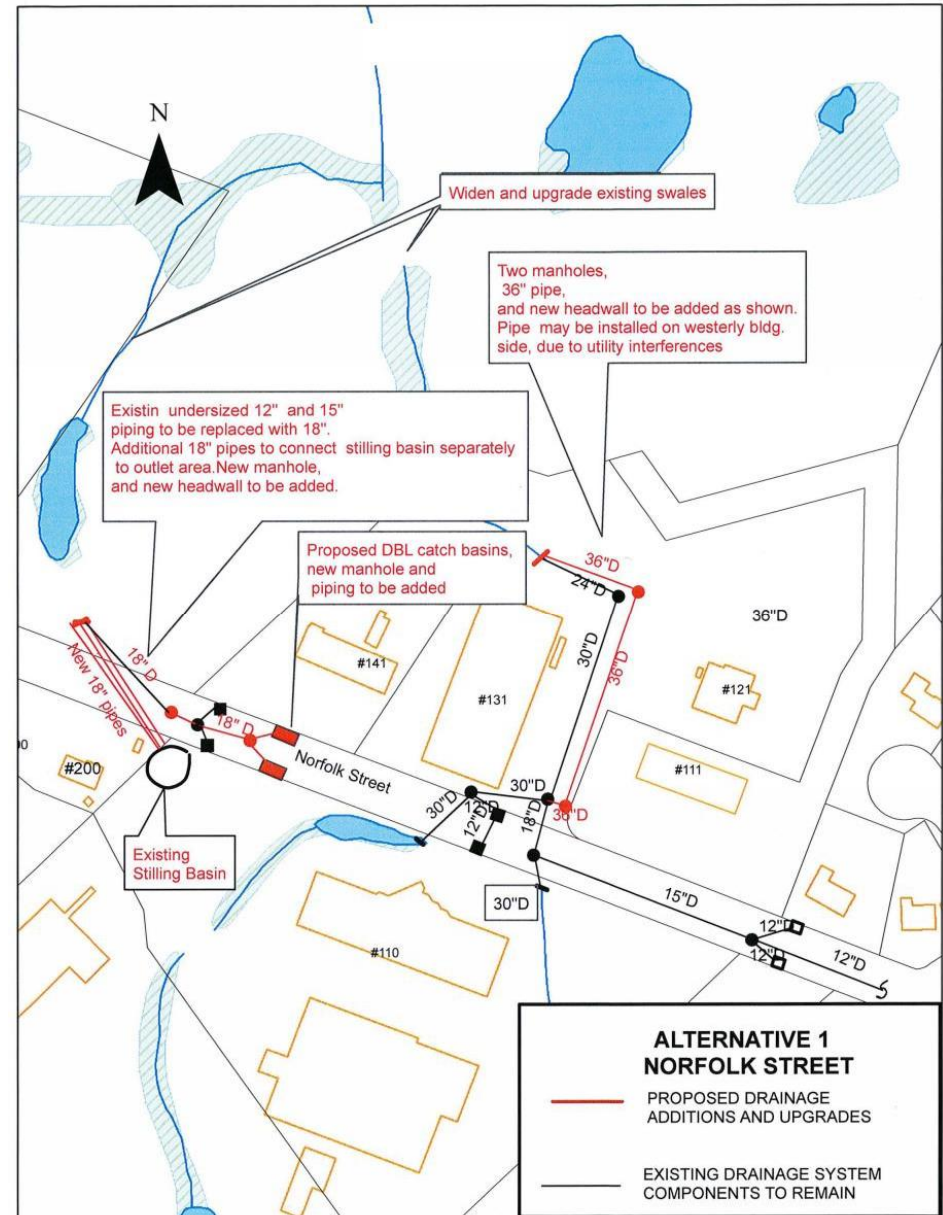 N
Widen and upgrade existing swales
Two manholes,
36" pipe,
and new headwall to be added as shown.
Pipe may be installed on westerly bldg.
side, due to utility interferences
Existin undersized 12" and 15"
piping to be replaced with 18".
Additional 18" pipes to connect stilling basin separately
to outlet area.New manhole,
and new headwall to be added.
Proposed DBL catch basins,
new manhole and
piping to be added
36"D
24"D
36"D
30"D
36"D
18" D
New 18" pipes
#141
#131
#121
#111
18" D
Norfolk Street
#200
30"D
30"D
12"D
12"D
18"D
36"D
Existing
Stilling Basin
30"D
15"D
12"D
12"D
12"D
#110
ALTERNATIVE 1
NORFOLK STREET
PROPOSED DRAINAGE
ADDITIONS AND UPGRADES
EXISTING DRAINAGE SYSTEM
COMPONENTS TO REMAIN